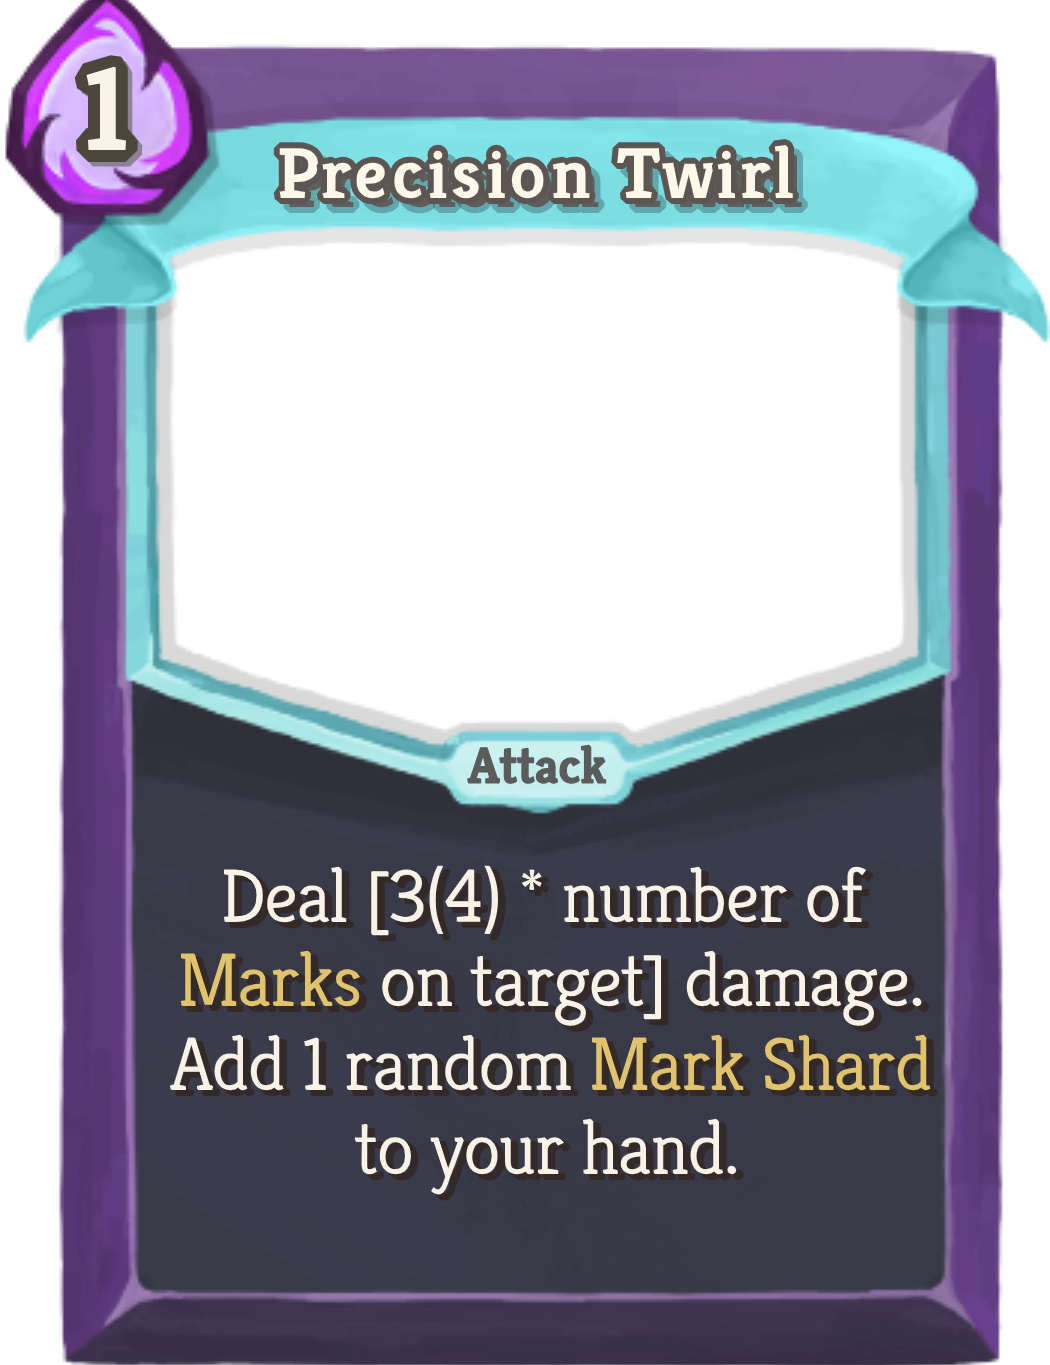 1
Precision Twirl
Attack
Deal [3(4) * number of
Marks on target] damage.
Add 1 random Mark Shard
to your hand.